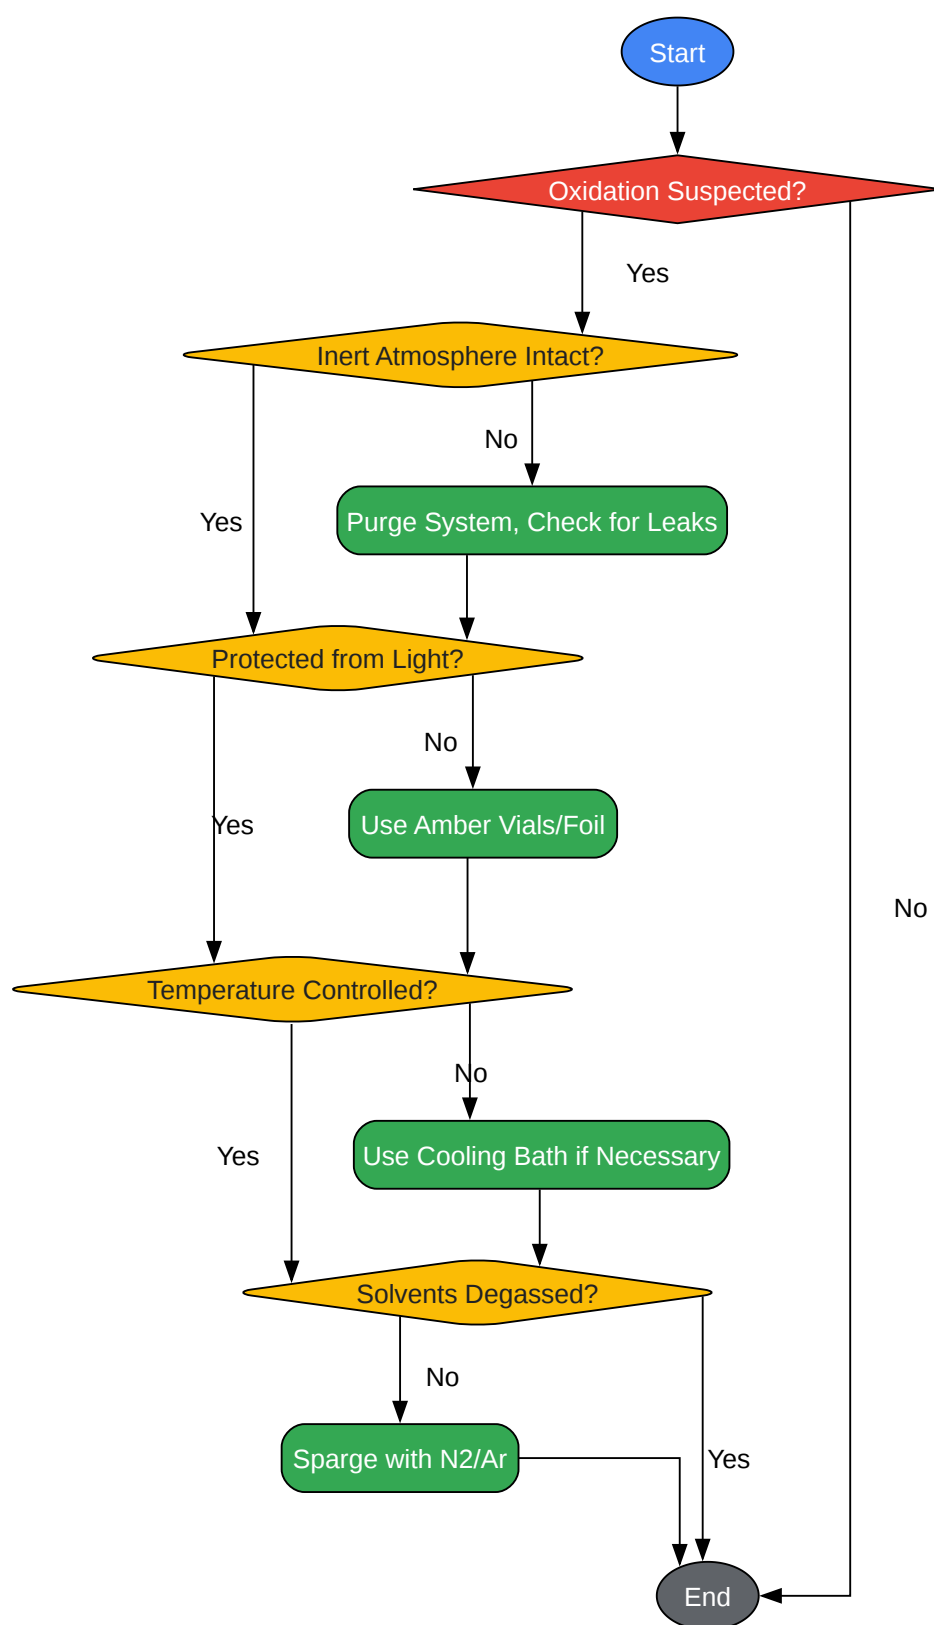 Start
Oxidation Suspected?
Yes
Inert Atmosphere Intact?
No
Yes
Purge System, Check for Leaks
Protected from Light?
No
Yes
Use Amber Vials/Foil
No
Temperature Controlled?
No
Yes
Use Cooling Bath if Necessary
Solvents Degassed?
No
Sparge with N2/Ar
Yes
End